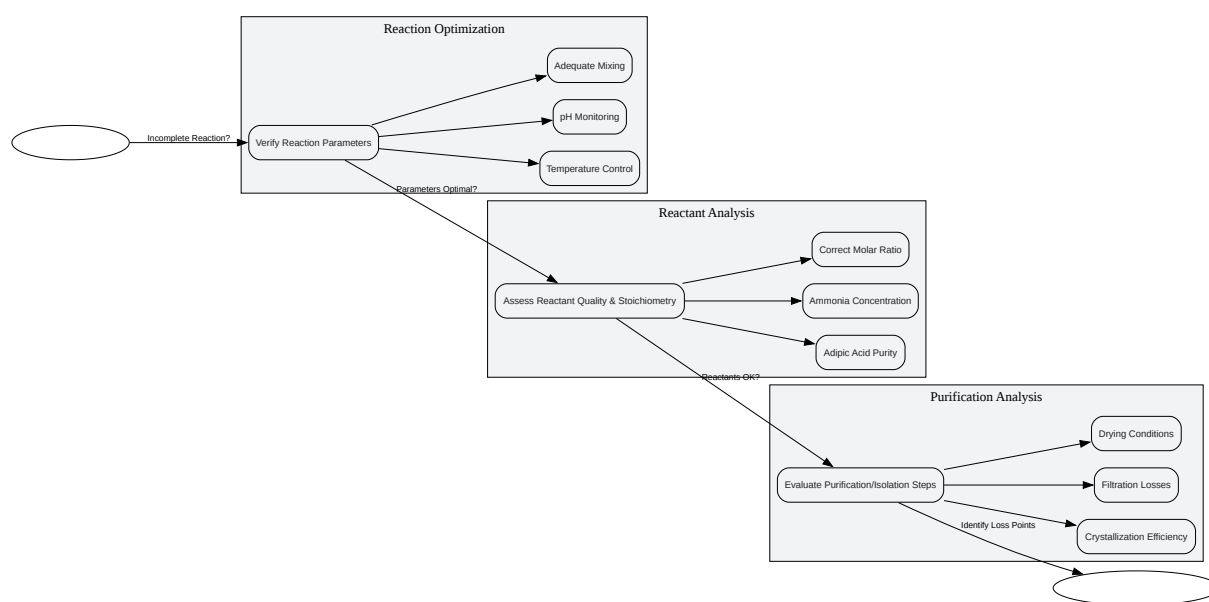 Reaction Optimization
Adequate Mixing
Incomplete Reaction?
Verify Reaction Parameters
pH Monitoring
Temperature Control
Parameters Optimal?
Reactant Analysis
Correct Molar Ratio
Assess Reactant Quality & Stoichiometry
Ammonia Concentration
Adipic Acid Purity
Reactants OK?
Purification Analysis
Drying Conditions
Evaluate Purification/Isolation Steps
Filtration Losses
Identify Loss Points
Crystallization Efficiency